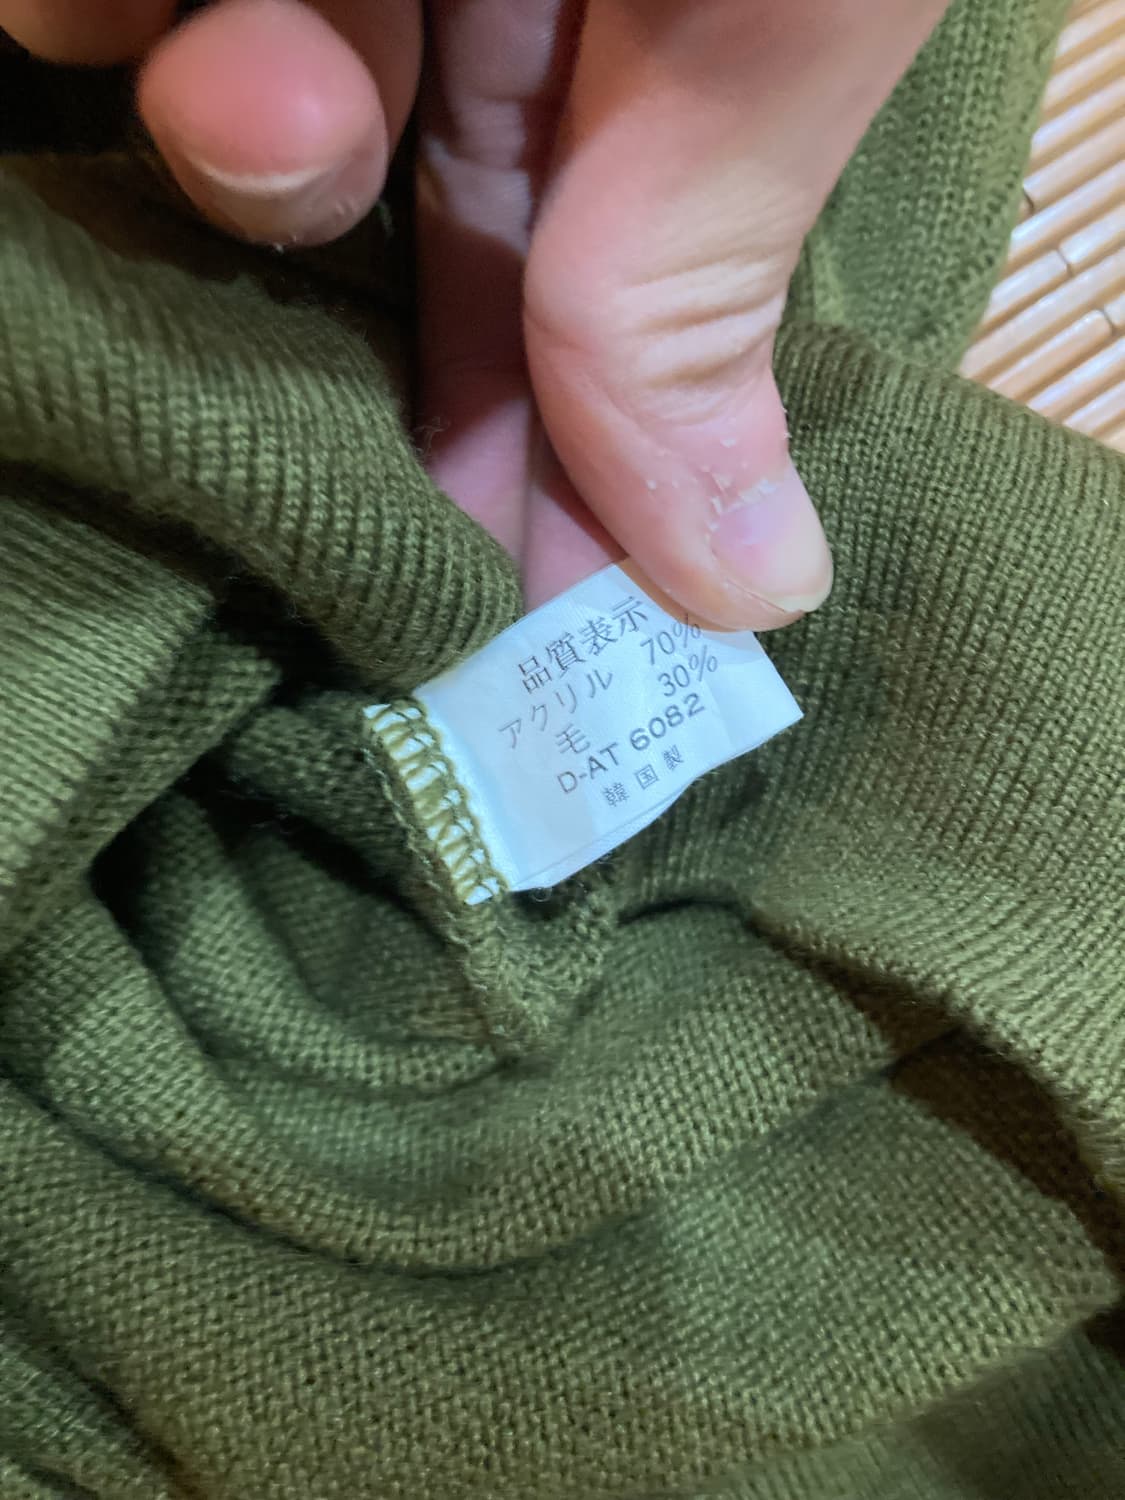 品質表示
アクリル 70%
毛 30%
D-AT 6082
韓国製